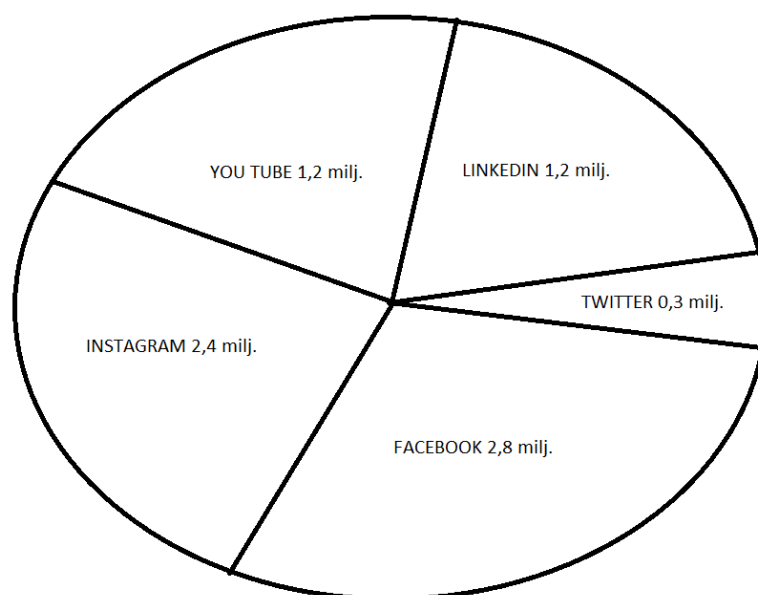 YOU TUBE 1,2 milj.
LINKEDIN 1,2 milj.
TWITTER 0,3 milj.
INSTAGRAM 2,4 milj.
FACEBOOK 2,8 milj.